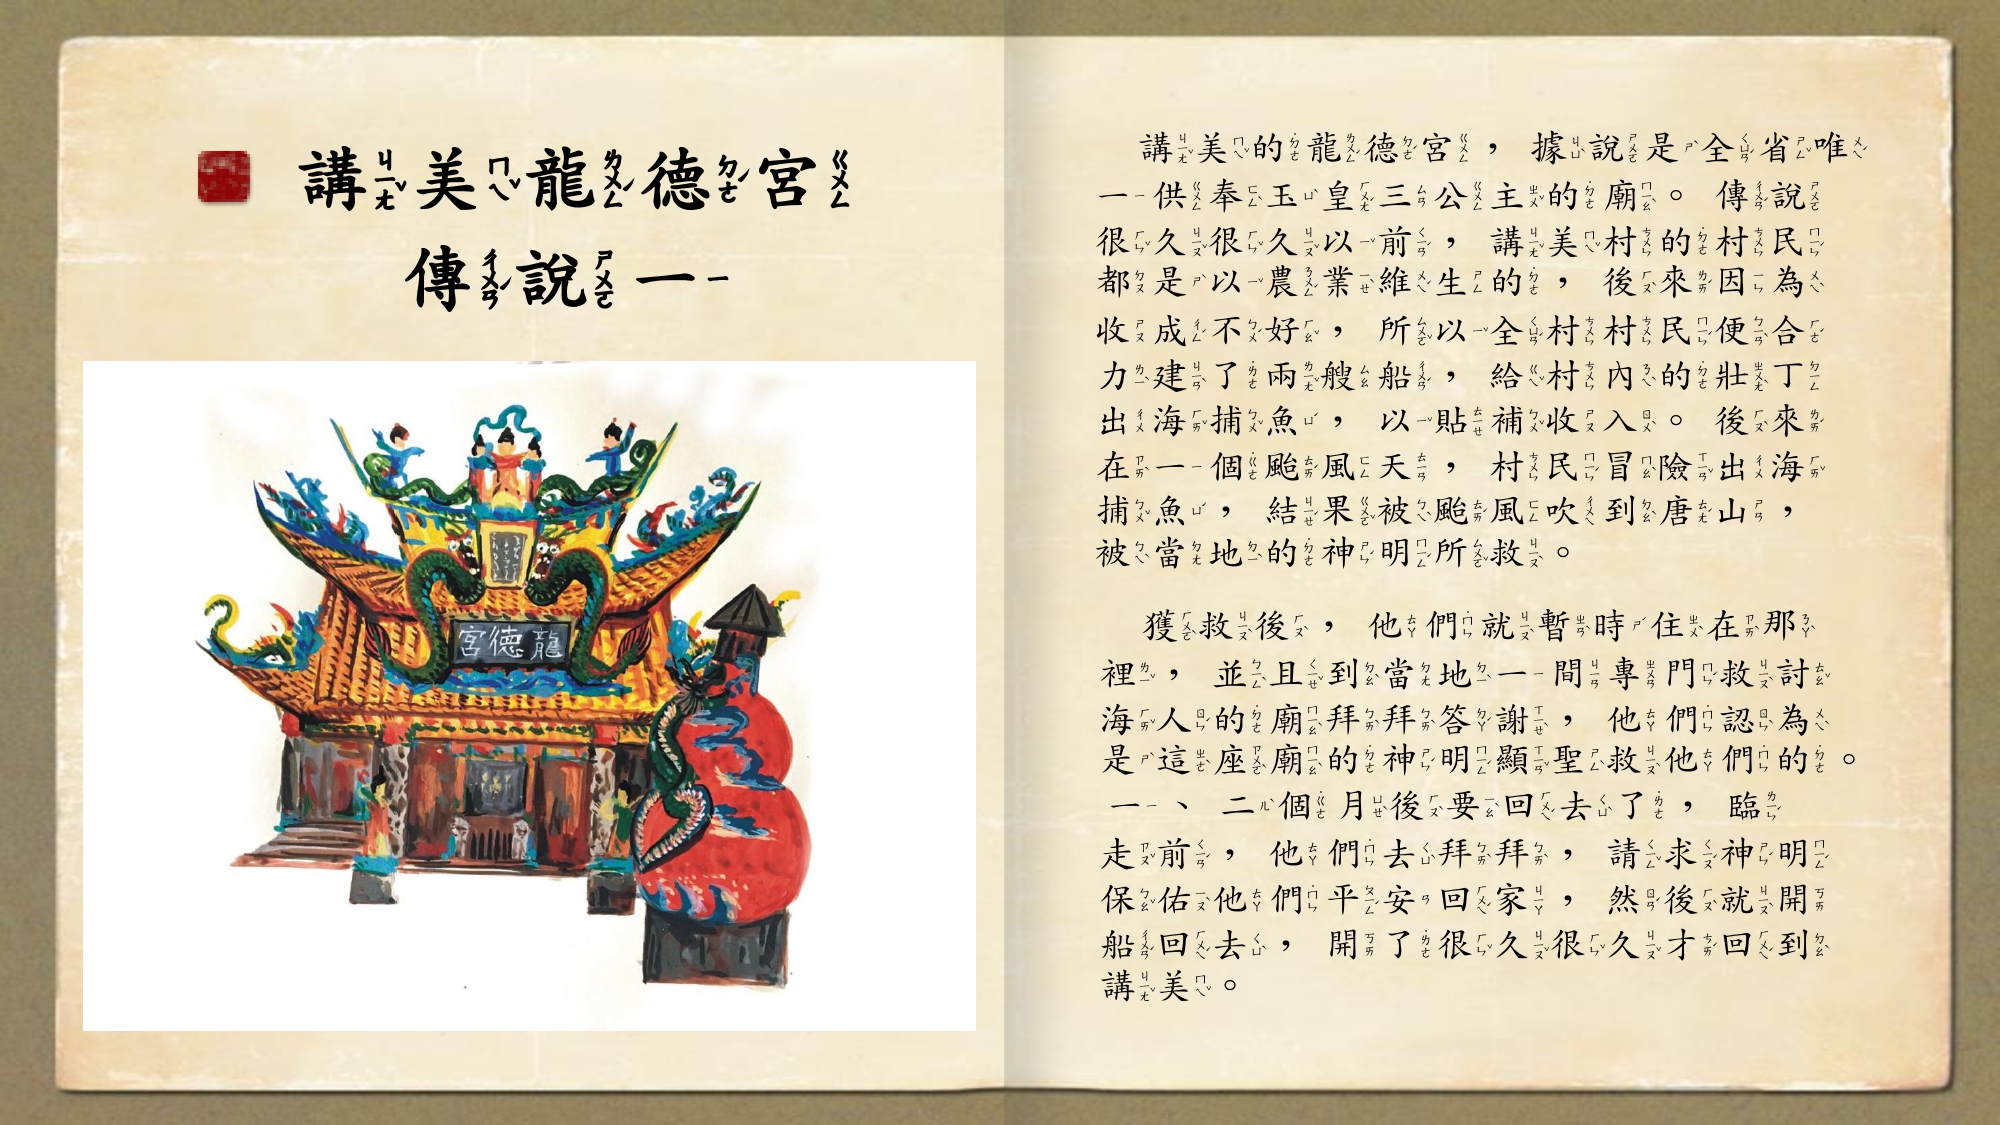 講美龍德宮
傳說一
宮德龍
講美的龍德宮，據說是全省唯
一供奉玉皇三公主的廟。傳說
很久很久以前，講美村的村民
都是以農業維生的，後來因為
收成不好，所以全村村民便合
力建了兩艘船，給村內的壯丁
出海捕魚，以貼補收入。後來
在一個颱風天，村民冒險出海
捕魚，結果被颱風吹到唐山，
被當地的神明所救。
獲救後，他們就暫時住在那
裡，並且到當地一間專門救討
海人的廟拜拜答謝，他們認為
是這座廟的神明顯聖救他們的。
一、二個月後要回去了，臨
走前，他們去拜拜，請求神明
保佑他們平安回家，然後就開
船回去，開了很久很久才回到
講美。